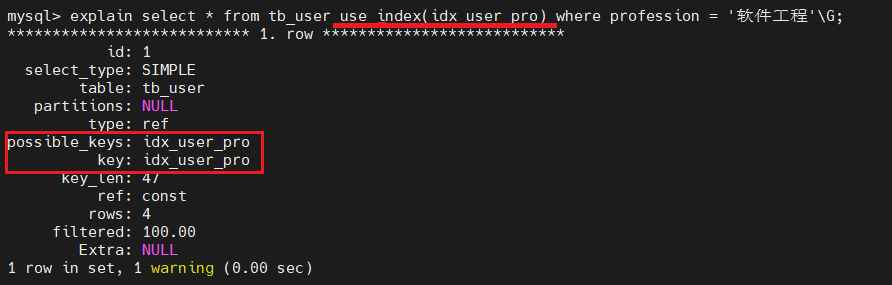 mysql> explain select * from tb_user use index(idx_user_pro) where profession = '软件工程'\G;
*************************** 1. row ***************************
id: 1
select_type: SIMPLE
table: tb_user
partitions: NULL
type: ref
possible_keys: idx_user_pro
key: idx_user_pro
key_len: 47
ref: const
rows: 4
filtered: 100.00
Extra: NULL
1 row in set, 1 warning (0.00 sec)